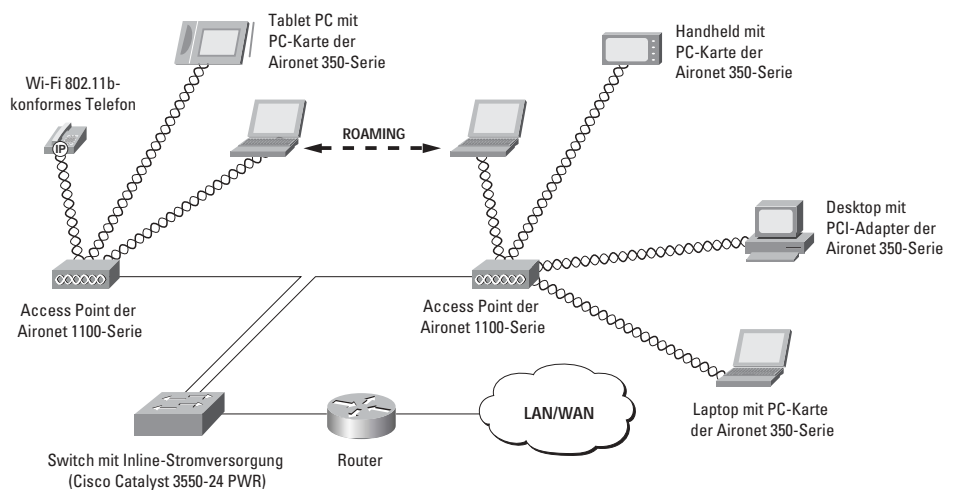 Tablet PC mit
PC-Karte der
Aironet 350-Serie
Handheld mit
PC-Karte der
Aironet 350-Serie
Wi-Fi 802.11b-
konformes Telefon
IP
ROAMING
Desktop mit
PCI-Adapter der
Aironet 350-Serie
Access Point der
Aironet 1100-Serie
Access Point der
Aironet 1100-Serie
LAN/WAN
Laptop mit PC-Karte
der Aironet 350-Serie
Switch mit Inline-Stromversorgung
(Cisco Catalyst 3550-24 PWR)
Router